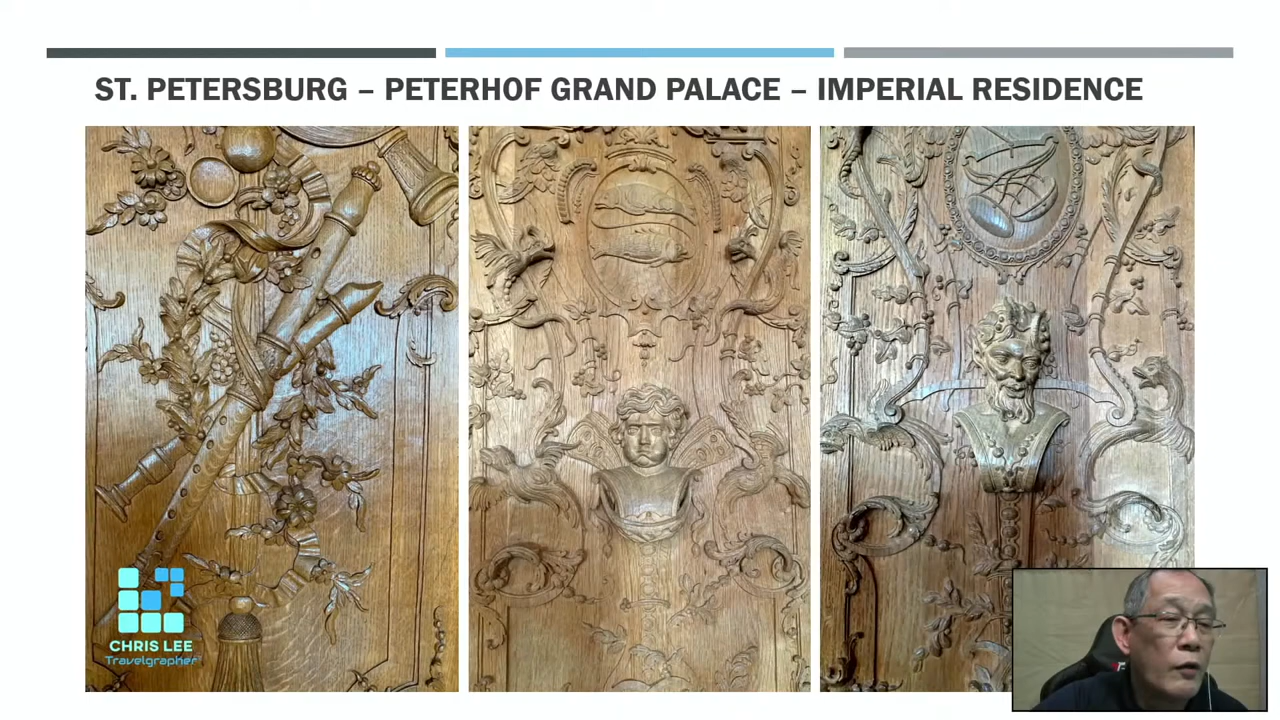 ST. PETERSBURG – PETERHOF GRAND PALACE – IMPERIAL RESIDENCE
CHRIS LEE
Travelgrapher